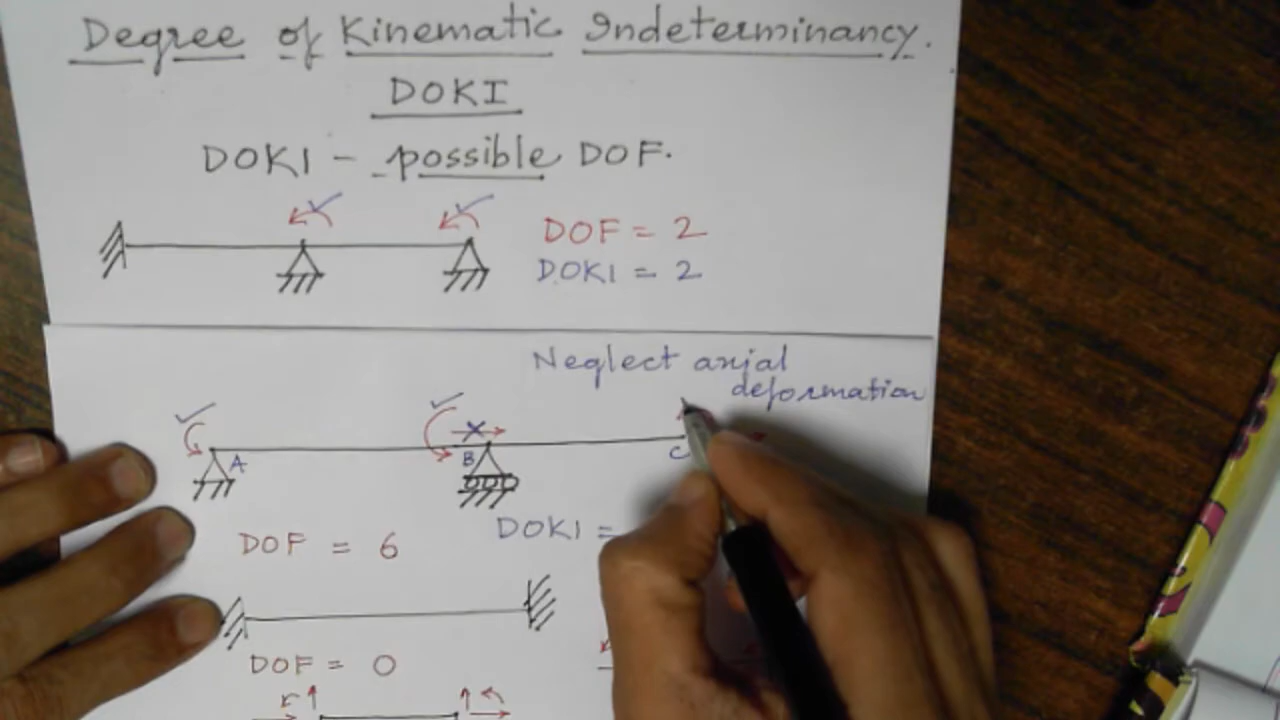 Degree of Kinematic Indeterminancy.
DOKI
DOKI - possible DOF.
DOF = 2
DOKI = 2
Neglect axial
deformation
A
B
C
DOF = 6
DOKI =
DOF = 0